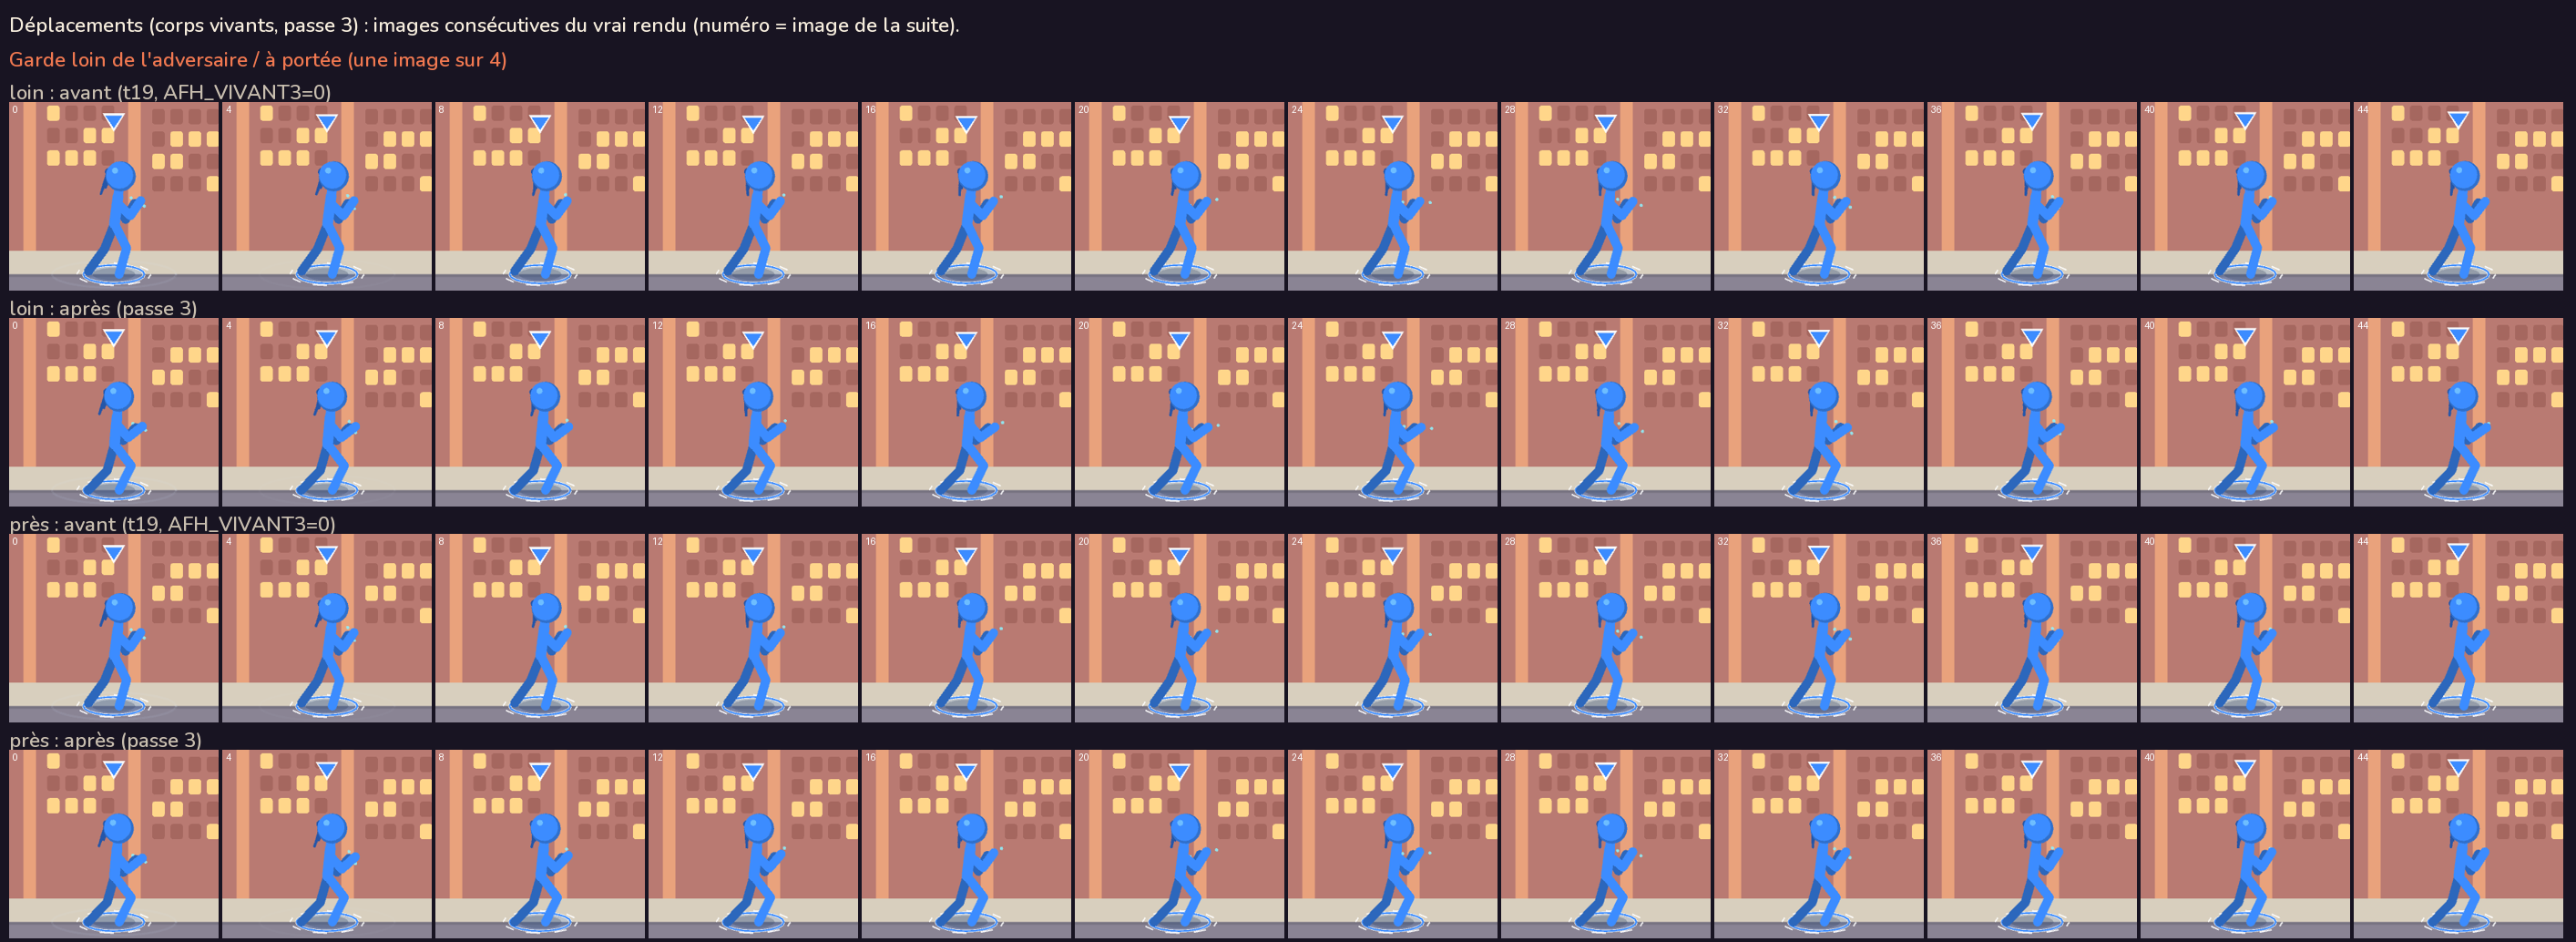 Déplacements (corps vivants, passe 3) : images consécutives du vrai rendu (numéro = image de la suite).
Garde loin de l'adversaire / à portée (une image sur 4)
loin : avant (t19, AFH_VIVANT3=0)
0 4 8 12 16 20 24 28 32 36 40 44
loin : après (passe 3)
0 4 8 12 16 20 24 28 32 36 40 44
près : avant (t19, AFH_VIVANT3=0)
0 4 8 12 16 20 24 28 32 36 40 44
près : après (passe 3)
0 4 8 12 16 20 24 28 32 36 40 44